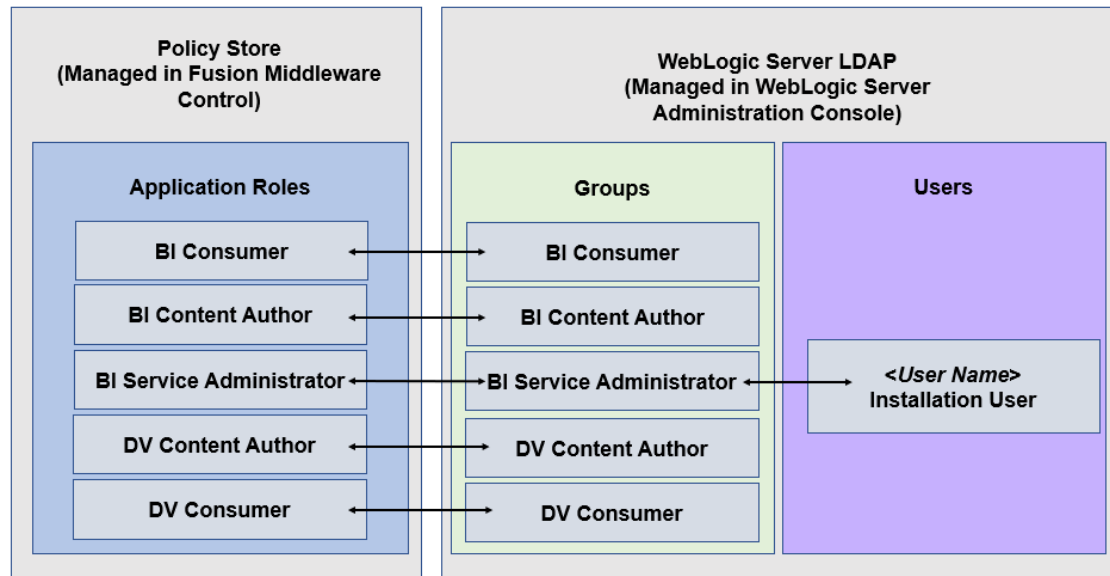 Policy Store
(Managed in Fusion Middleware
Control)
WebLogic Server LDAP
(Managed in WebLogic Server
Administration Console)
Application Roles
BI Consumer
BI Content Author
BI Service Administrator
DV Content Author
DV Consumer
Groups
BI Consumer
BI Content Author
BI Service Administrator
DV Content Author
DV Consumer
Users
<User Name>
Installation User